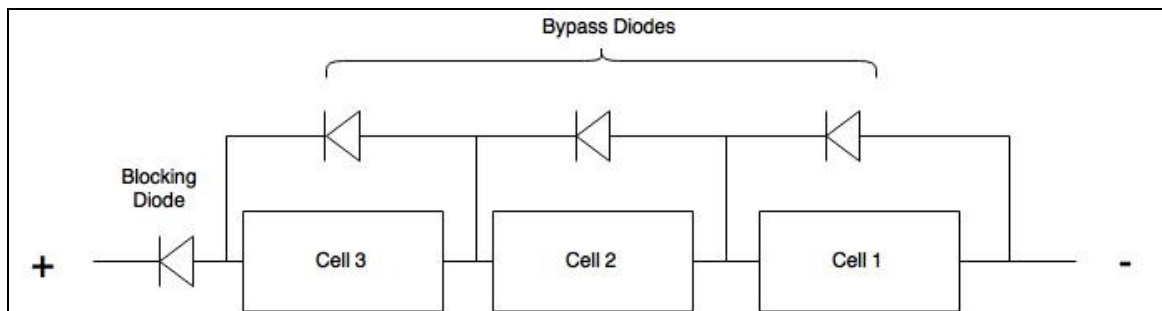 Bypass Diodes
Blocking
Diode
+
Cell 3
Cell 2
Cell 1
-